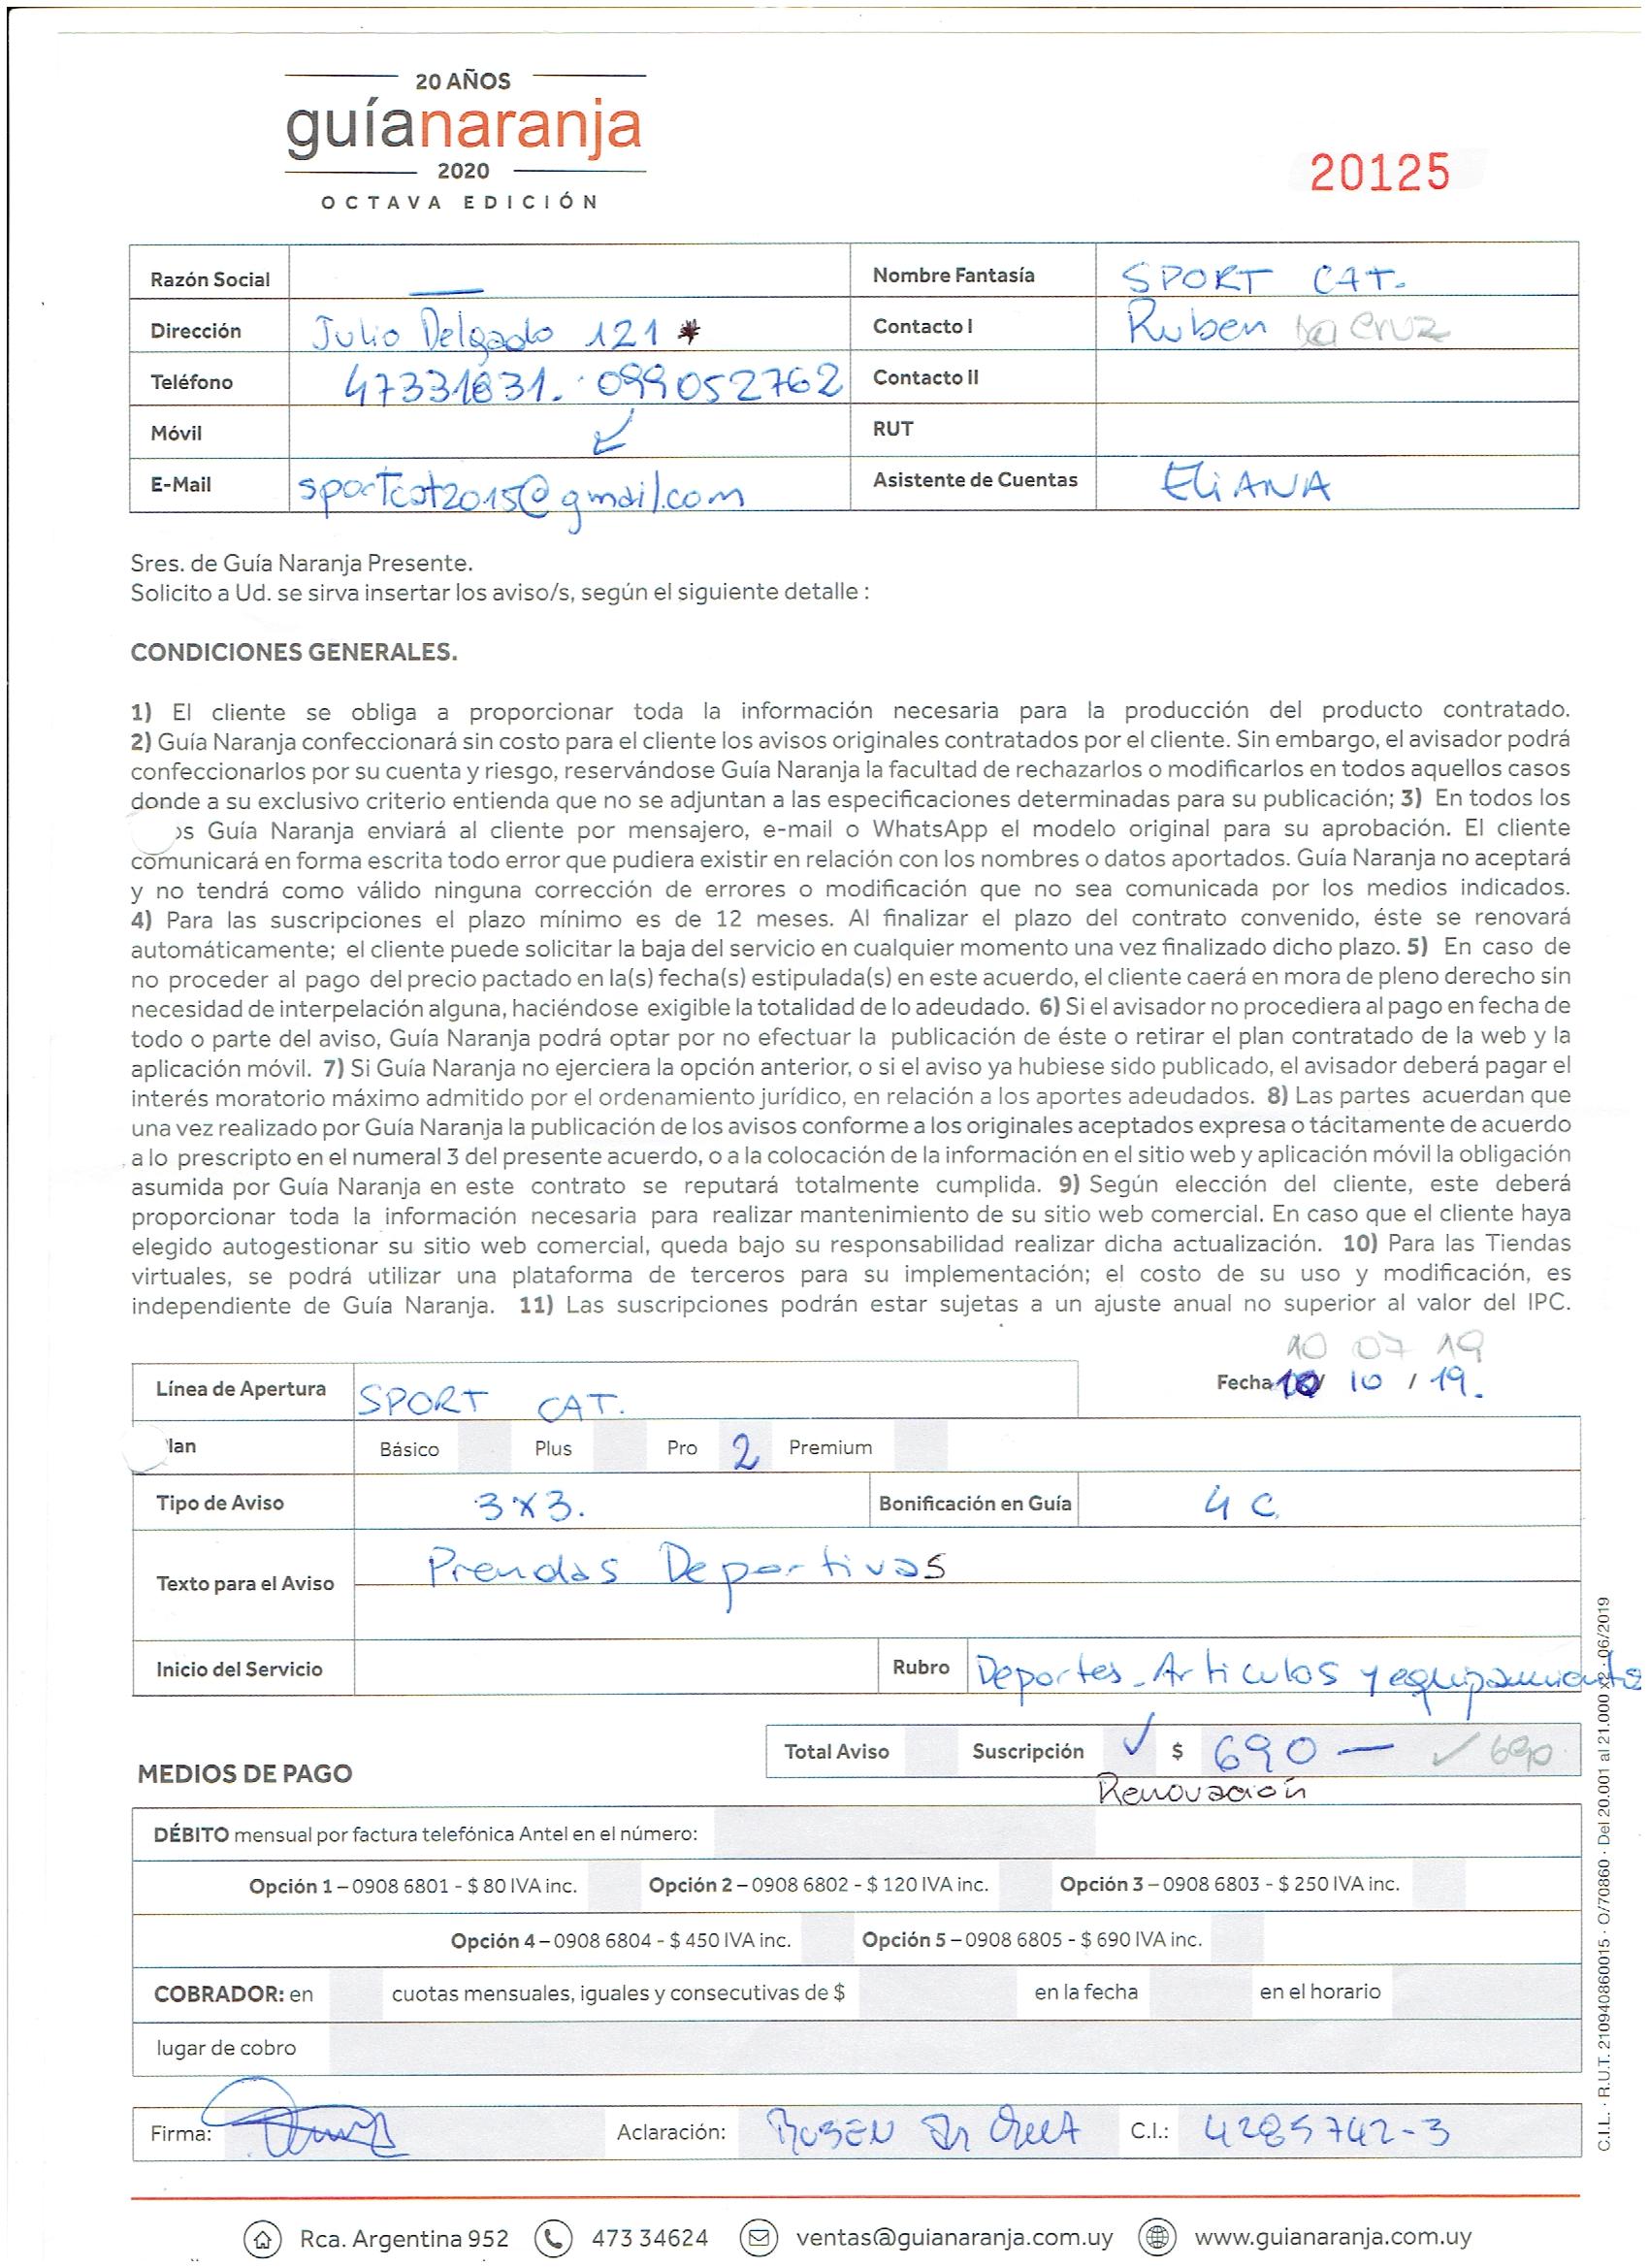 20 AÑOS
guíanaranja
2020
OCTAVA EDICIÓN
20125
Razón Social — Nombre Fantasía SPORT CAT.
Dirección Julio Delgado 121 * Contacto I Ruben Da Cruz
Teléfono 47331831. 099052762 Contacto II
Móvil RUT
E-Mail sportcat2015@gmail.com Asistente de Cuentas ELiANA
Sres. de Guía Naranja Presente.
Solicito a Ud. se sirva insertar los aviso/s, según el siguiente detalle :
CONDICIONES GENERALES.
1) El cliente se obliga a proporcionar toda la información necesaria para la producción del producto contratado.
2) Guía Naranja confeccionará sin costo para el cliente los avisos originales contratados por el cliente. Sin embargo, el avisador podrá
confeccionarlos por su cuenta y riesgo, reservándose Guía Naranja la facultad de rechazarlos o modificarlos en todos aquellos casos
donde a su exclusivo criterio entienda que no se adjuntan a las especificaciones determinadas para su publicación; 3) En todos los
os Guía Naranja enviará al cliente por mensajero, e-mail o WhatsApp el modelo original para su aprobación. El cliente
comunicará en forma escrita todo error que pudiera existir en relación con los nombres o datos aportados. Guía Naranja no aceptará
y no tendrá como válido ninguna corrección de errores o modificación que no sea comunicada por los medios indicados.
4) Para las suscripciones el plazo mínimo es de 12 meses. Al finalizar el plazo del contrato convenido, éste se renovará
automáticamente; el cliente puede solicitar la baja del servicio en cualquier momento una vez finalizado dicho plazo. 5) En caso de
no proceder al pago del precio pactado en la(s) fecha(s) estipulada(s) en este acuerdo, el cliente caerá en mora de pleno derecho sin
necesidad de interpelación alguna, haciéndose exigible la totalidad de lo adeudado. 6) Si el avisador no procediera al pago en fecha de
todo o parte del aviso, Guía Naranja podrá optar por no efectuar la publicación de éste o retirar el plan contratado de la web y la
aplicación móvil. 7) Si Guía Naranja no ejerciera la opción anterior, o si el aviso ya hubiese sido publicado, el avisador deberá pagar el
interés moratorio máximo admitido por el ordenamiento jurídico, en relación a los aportes adeudados. 8) Las partes acuerdan que
una vez realizado por Guía Naranja la publicación de los avisos conforme a los originales aceptados expresa o tácitamente de acuerdo
a lo prescripto en el numeral 3 del presente acuerdo, o a la colocación de la información en el sitio web y aplicación móvil la obligación
asumida por Guía Naranja en este contrato se reputará totalmente cumplida. 9) Según elección del cliente, este deberá
proporcionar toda la información necesaria para realizar mantenimiento de su sitio web comercial. En caso que el cliente haya
elegido autogestionar su sitio web comercial, queda bajo su responsabilidad realizar dicha actualización. 10) Para las Tiendas
virtuales, se podrá utilizar una plataforma de terceros para su implementación; el costo de su uso y modificación, es
independiente de Guía Naranja. 11) Las suscripciones podrán estar sujetas a un ajuste anual no superior al valor del IPC.
10 07 19
Línea de Apertura SPORT CAT. Fecha 10/ 10 / 19.
lan Básico Plus Pro 2 Premium
Tipo de Aviso 3x3. Bonificación en Guía 4 C
Texto para el Aviso Prendas Deportivas
Inicio del Servicio Rubro Deportes - Articulos y equipamientos
Total Aviso Suscripción ✓ $ 690 — ✓ 690
Renovación
MEDIOS DE PAGO
DÉBITO mensual por factura telefónica Antel en el número:
Opción 1 – 0908 6801 - $ 80 IVA inc. Opción 2 – 0908 6802 - $ 120 IVA inc. Opción 3 – 0908 6803 - $ 250 IVA inc.
Opción 4 – 0908 6804 - $ 450 IVA inc. Opción 5 – 0908 6805 - $ 690 IVA inc.
COBRADOR: en cuotas mensuales, iguales y consecutivas de $ en la fecha en el horario
lugar de cobro
Firma: Aclaración: RUBEN DA CRUZ C.I.: 4285742-3
Rca. Argentina 952 473 34624 ventas@guianaranja.com.uy www.guianaranja.com.uy
C.I.L. · R.U.T. 210940860015 · O/70860 · Del 20.001 al 21.000 x 2 · 06/2019